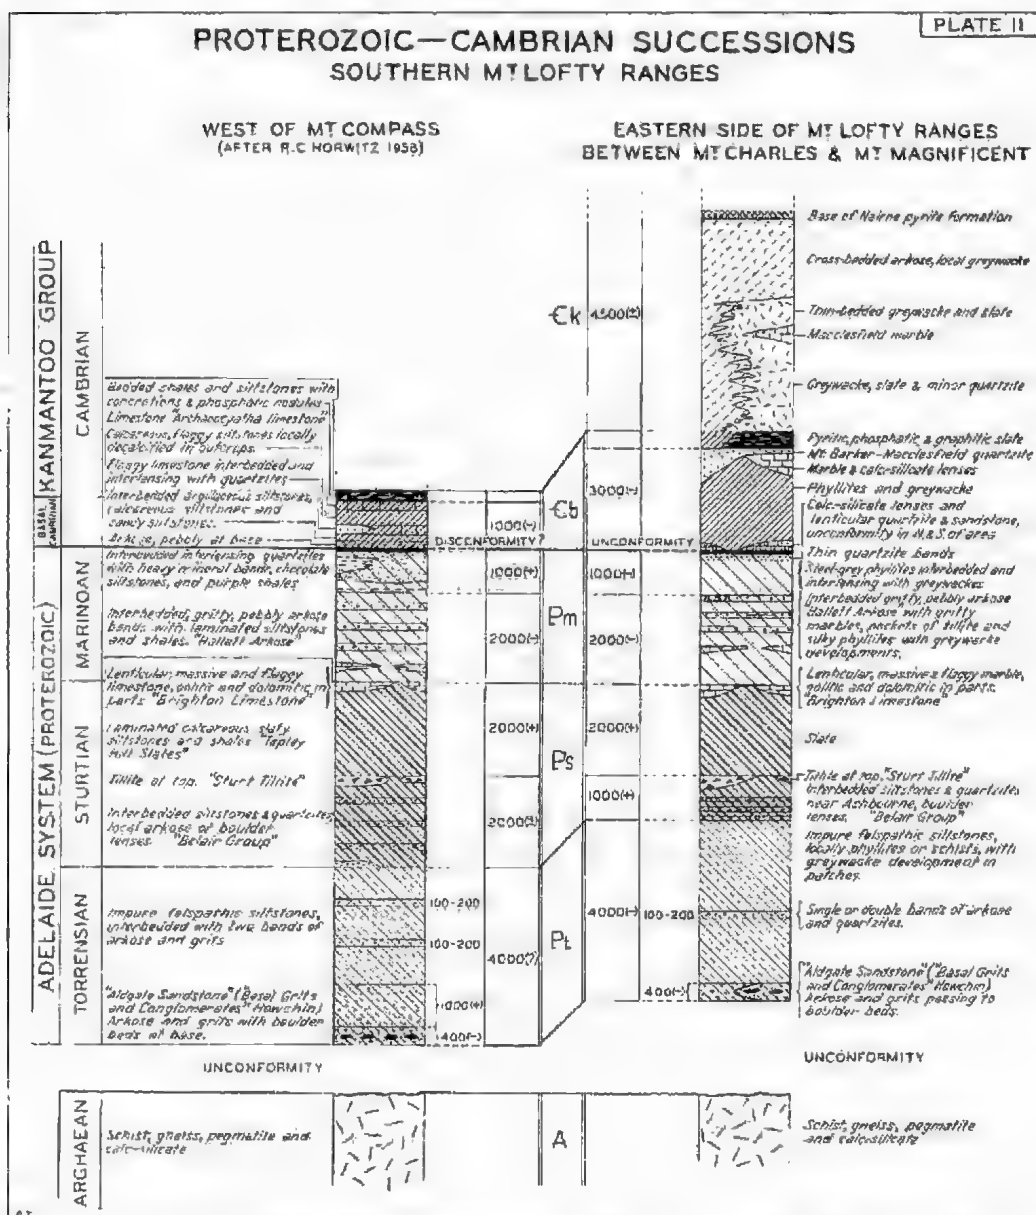 PLATE II
PROTEROZOIC—CAMBRIAN SUCCESSIONS
SOUTHERN MT. LOFTY RANGES
WEST OF MT. COMPASS
(AFTER R.C. HORWITZ 1958)
EASTERN SIDE OF MT. LOFTY RANGES
BETWEEN MT. CHARLES & MT. MAGNIFICENT
KANMANTOO GROUP
CAMBRIAN
BASAL CAMBRIAN
ADELAIDE SYSTEM (PROTEROZOIC)
MARINOAN
STURTIAN
TORRENSIAN
ARCHAEAN
Bedded shales and siltstones with
concretions & phosphatic nodules
Limestone "Archaeocyatha limestone"
Calcareous, flaggy siltstones locally
decalcified in outcrops.
Flaggy limestone interbedded and
interlensing with quartzites
Interbedded argillaceous siltstones,
calcareous siltstones and
sandy siltstones.
Arkose, pebbly at base
Interbedded interlensing quartzites
with heavy mineral bands, chocolate
siltstones, and purple shales
Interbedded, gritty, pebbly arkose
bands with laminated siltstones
and shales. "Hallett Arkose"
Lenticular, massive and flaggy
limestone, oolitic and dolomitic in
parts "Brighton Limestone"
Laminated calcareous slaty
siltstones and shales "Tapley
Hill Slates"
Tillite at top. "Sturt Tillite"
Interbedded siltstones & quartzites,
local arkose or boulder
lenses. "Belair Group"
Impure felspathic siltstones,
interbedded with two bands of
arkose and grits
"Aldgate Sandstone" ("Basal Grits
and Conglomerates" Howchin)
Arkose and grits with boulder
beds at base.
UNCONFORMITY
Schist, gneiss, pegmatite and
calc-silicate
1000(-)
DISCONFORMITY?
1000(+)
2000(-)
2000(+)
100-200
100-200
4000(?)
1000(+)
400(-)
Ꞓk
Ꞓb
Pm
Ps
Pt
A
4500(±)
3000(-)
UNCONFORMITY
1000(-)
2000(-)
2000(+)
1000(+)
4000(-)
100-200
400(-)
Base of Nairne pyrite formation
Cross-bedded arkose, local greywacke
Thin-bedded greywacke and slate
Macclesfield marble
Greywacke, slate & minor quartzite
Pyritic, phosphatic, & graphitic slate
Mt. Barker-Macclesfield quartzite
Marble & calc-silicate lenses
Phyllites and greywacke
Calc-silicate lenses and
lenticular quartzite & sandstone,
unconformity in N.& S. of area
Thin quartzite bands
Steel-grey phyllites interbedded and
interlensing with greywackes
Interbedded gritty, pebbly arkose
Hallett Arkose with gritty
marbles, pockets of tillite and
silky phyllites with greywacke
developments.
Lenticular, massive & flaggy marble,
oolitic and dolomitic in parts.
"Brighton Limestone"
Slate
Tillite at top. "Sturt Tillite"
Interbedded siltstones & quartzites
near Ashbourne, boulder
lenses. "Belair Group"
Impure felspathic siltstones,
locally phyllites or schists, with
greywacke development in
patches.
Single or double bands of arkose
and quartzites.
"Aldgate Sandstone" ("Basal Grits
and Conglomerates" Howchin)
Arkose and grits passing to
boulder beds.
UNCONFORMITY
Schist, gneiss, pegmatite
and calc-silicate